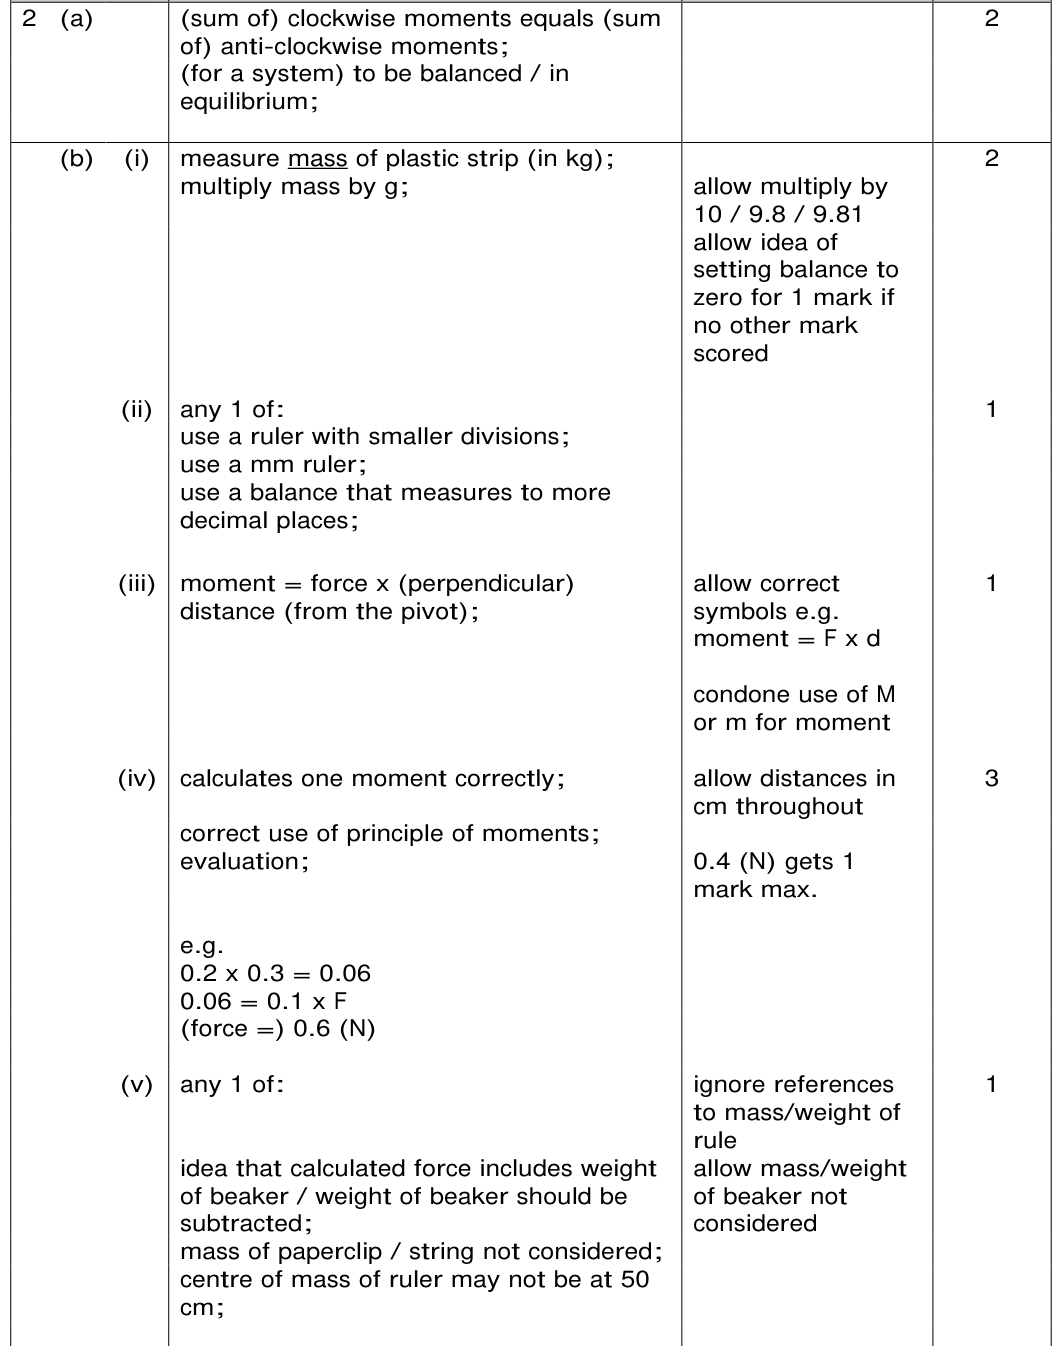 2 (a) (sum of) clockwise moments equals (sum 2
of) anti-clockwise moments;
(for a system) to be balanced / in
equilibrium;
(b) (i) measure mass of plastic strip (in kg); 2
multiply mass by g; allow multiply by
10 / 9.8 / 9.81
allow idea of
setting balance to
zero for 1 mark if
no other mark
scored
(ii) any 1 of: 1
use a ruler with smaller divisions;
use a mm ruler;
use a balance that measures to more
decimal places;
(iii) moment = force x (perpendicular) allow correct 1
distance (from the pivot); symbols e.g.
moment = F x d
condone use of M
or m for moment
(iv) calculates one moment correctly; allow distances in 3
cm throughout
correct use of principle of moments;
evaluation; 0.4 (N) gets 1
mark max.
e.g.
0.2 x 0.3 = 0.06
0.06 = 0.1 x F
(force =) 0.6 (N)
(v) any 1 of: ignore references 1
to mass/weight of
rule
idea that calculated force includes weight allow mass/weight
of beaker / weight of beaker should be of beaker not
subtracted; considered
mass of paperclip / string not considered;
centre of mass of ruler may not be at 50
cm;